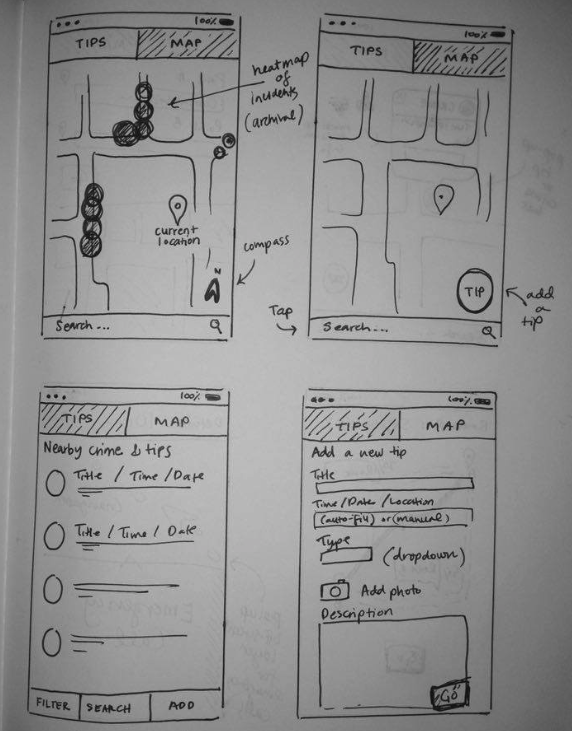 100%
TIPS MAP
heatmap
of
incidents
(archival)
current
location
compass
N
Search...
100%
TIPS MAP
TIP
add
a
tip
Tap
Search...
100%
TIPS MAP
Nearby crime & tips
Title / Time / Date
Title / Time / Date
FILTER SEARCH ADD
100%
TIPS MAP
Add a new tip
Title
Time/Date/Location
(auto-fill) or (manual)
Type
(dropdown)
Add photo
Description
GO